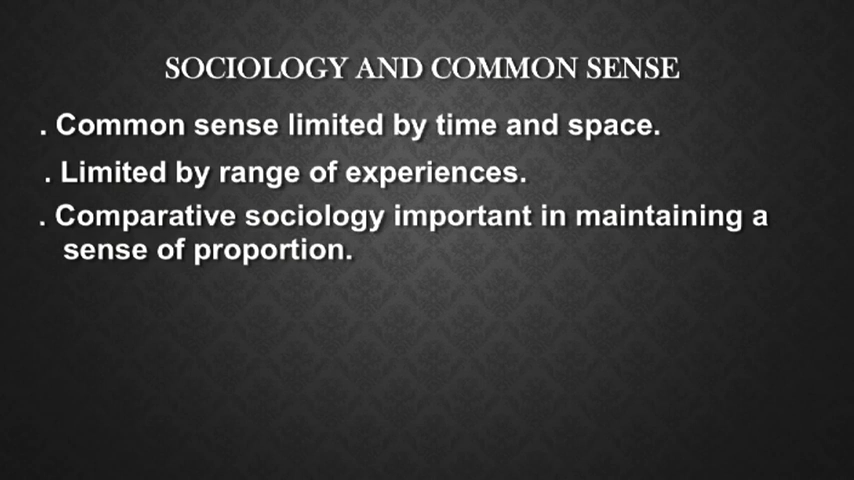 SOCIOLOGY AND COMMON SENSE
. Common sense limited by time and space.
. Limited by range of experiences.
. Comparative sociology important in maintaining a
sense of proportion.